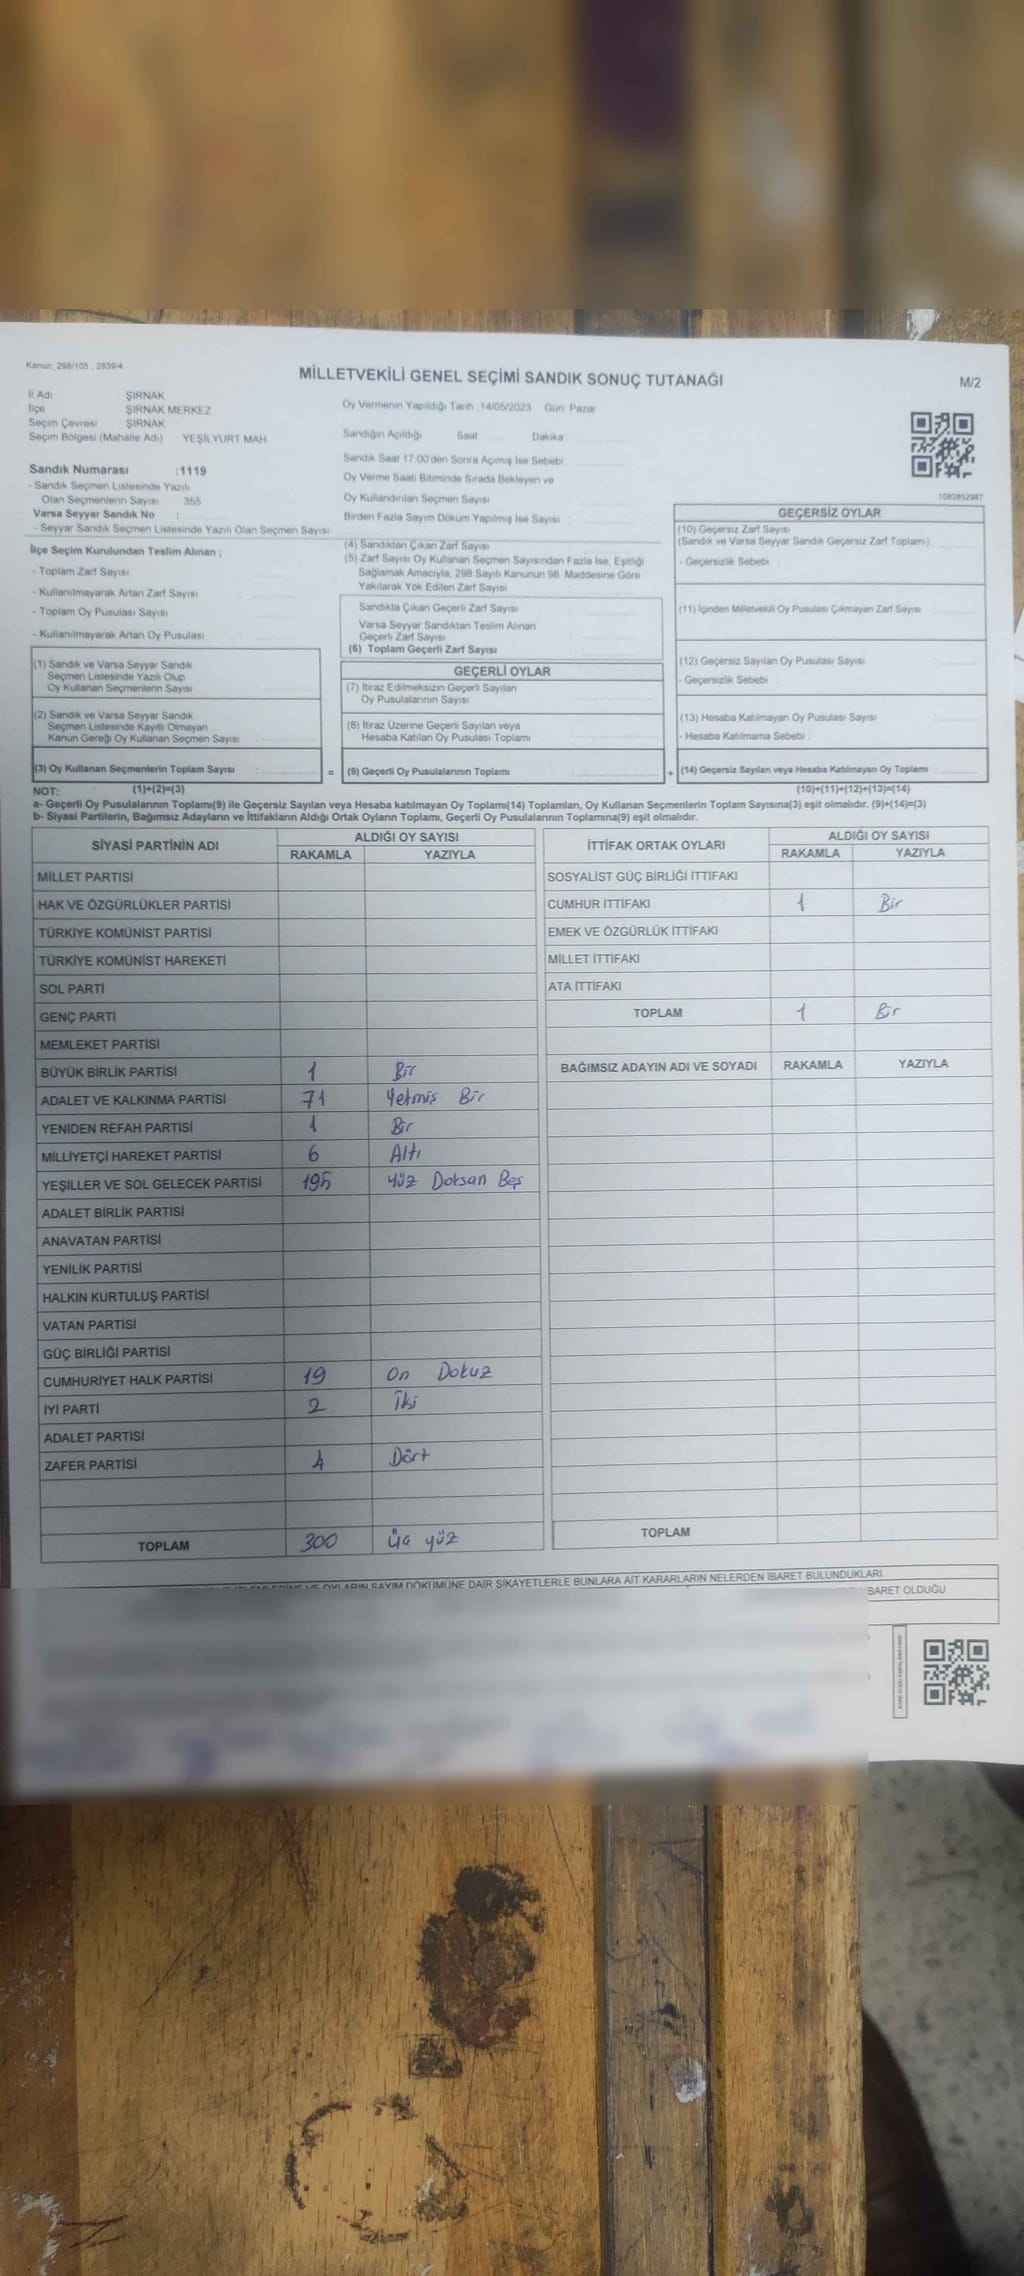 Kanun: 298/105 , 2839/4
MİLLETVEKİLİ GENEL SEÇİMİ SANDIK SONUÇ TUTANAĞI
M/2
İl Adı ŞIRNAK
İlçe ŞIRNAK MERKEZ
Seçim Çevresi ŞIRNAK
Seçim Bölgesi (Mahalle Adı) YEŞİLYURT MAH.
Sandık Numarası :1119
- Sandık Seçmen Listesinde Yazılı
Olan Seçmenlerin Sayısı 355
Varsa Seyyar Sandık No :
- Seyyar Sandık Seçmen Listesinde Yazılı Olan Seçmen Sayısı
Oy Vermenin Yapıldığı Tarih :14/05/2023 Gün: Pazar
Sandığın Açıldığı Saat Dakika
Sandık Saat 17:00'den Sonra Açımış İse Sebebi :
Oy Verme Saati Bitiminde Sırada Bekleyen ve
Oy Kullandırılan Seçmen Sayısı
Birden Fazla Sayım Döküm Yapılmış İse Sayısı :
1083852987
İlçe Seçim Kurulundan Teslim Alınan ;
- Toplam Zarf Sayısı
- Kullanılmayarak Artan Zarf Sayısı :
- Toplam Oy Pusulası Sayısı
- Kullanılmayarak Artan Oy Pusulası :
(1) Sandık ve Varsa Seyyar Sandık
Seçmen Listesinde Yazılı Olup
Oy Kullanan Seçmenlerin Sayısı :
(2) Sandık ve Varsa Seyyar Sandık
Seçmen Listesinde Kayıtlı Olmayan
Kanun Gereği Oy Kullanan Seçmen Sayısı :
(3) Oy Kullanan Seçmenlerin Toplam Sayısı :
(4) Sandıktan Çıkan Zarf Sayısı
(5) Zarf Sayısı Oy Kullanan Seçmen Sayısından Fazla İse, Eşitliği
Sağlamak Amacıyla, 298 Sayılı Kanunun 98. Maddesine Göre
Yakılarak Yok Edilen Zarf Sayısı
Sandıkta Çıkan Geçerli Zarf Sayısı
Varsa Seyyar Sandıktan Teslim Alınan
Geçerli Zarf Sayısı
(6) Toplam Geçerli Zarf Sayısı
GEÇERLİ OYLAR
(7) İtiraz Edilmeksizin Geçerli Sayılan
Oy Pusulalarının Sayısı
(8) İtiraz Üzerine Geçerli Sayılan veya
Hesaba Katılan Oy Pusulası Toplamı
= (9) Geçerli Oy Pusulalarının Toplamı :
GEÇERSİZ OYLAR
(10) Geçersiz Zarf Sayısı
(Sandık ve Varsa Seyyar Sandık Geçersiz Zarf Toplamı)
- Geçersizlik Sebebi :
(11) İçinden Milletvekili Oy Pusulası Çıkmayan Zarf Sayısı
(12) Geçersiz Sayılan Oy Pusulası Sayısı
- Geçersizlik Sebebi :
(13) Hesaba Katılmayan Oy Pusulası Sayısı
- Hesaba Katılmama Sebebi :
+ (14) Geçersiz Sayılan veya Hesaba Katılmayan Oy Toplamı :
NOT: (1)+(2)=(3) (10)+(11)+(12)+(13)=(14)
a- Geçerli Oy Pusulalarının Toplamı(9) ile Geçersiz Sayılan veya Hesaba katılmayan Oy Toplamı(14) Toplamları, Oy Kullanan Seçmenlerin Toplam Sayısına(3) eşit olmalıdır. (9)+(14)=(3)
b- Siyasi Partilerin, Bağımsız Adayların ve İttifakların Aldığı Ortak Oyların Toplamı, Geçerli Oy Pusulalarının Toplamına(9) eşit olmalıdır.
SİYASİ PARTİNİN ADI ALDIĞI OY SAYISI
RAKAMLA YAZIYLA
MİLLET PARTİSİ
HAK VE ÖZGÜRLÜKLER PARTİSİ
TÜRKİYE KOMÜNİST PARTİSİ
TÜRKİYE KOMÜNİST HAREKETİ
SOL PARTİ
GENÇ PARTİ
MEMLEKET PARTİSİ
BÜYÜK BİRLİK PARTİSİ 1 Bir
ADALET VE KALKINMA PARTİSİ 71 Yetmiş Bir
YENİDEN REFAH PARTİSİ 1 Bir
MİLLİYETÇİ HAREKET PARTİSİ 6 Altı
YEŞİLLER VE SOL GELECEK PARTİSİ 195 Yüz Doksan Beş
ADALET BİRLİK PARTİSİ
ANAVATAN PARTİSİ
YENİLİK PARTİSİ
HALKIN KURTULUŞ PARTİSİ
VATAN PARTİSİ
GÜÇ BİRLİĞİ PARTİSİ
CUMHURİYET HALK PARTİSİ 19 On Dokuz
İYİ PARTİ 2 İki
ADALET PARTİSİ
ZAFER PARTİSİ 4 Dört
TOPLAM 300 Üç yüz
İTTİFAK ORTAK OYLARI ALDIĞI OY SAYISI
RAKAMLA YAZIYLA
SOSYALİST GÜÇ BİRLİĞİ İTTİFAKI
CUMHUR İTTİFAKI 1 Bir
EMEK VE ÖZGÜRLÜK İTTİFAKI
MİLLET İTTİFAKI
ATA İTTİFAKI
TOPLAM 1 Bir
BAĞIMSIZ ADAYIN ADI VE SOYADI RAKAMLA YAZIYLA
TOPLAM
OYLARIN SAYIM DÖKÜMÜNE DAİR ŞİKAYETLERLE BUNLARA AİT KARARLARIN NELERDEN İBARET BULUNDUKLARI
BARET OLDUĞU